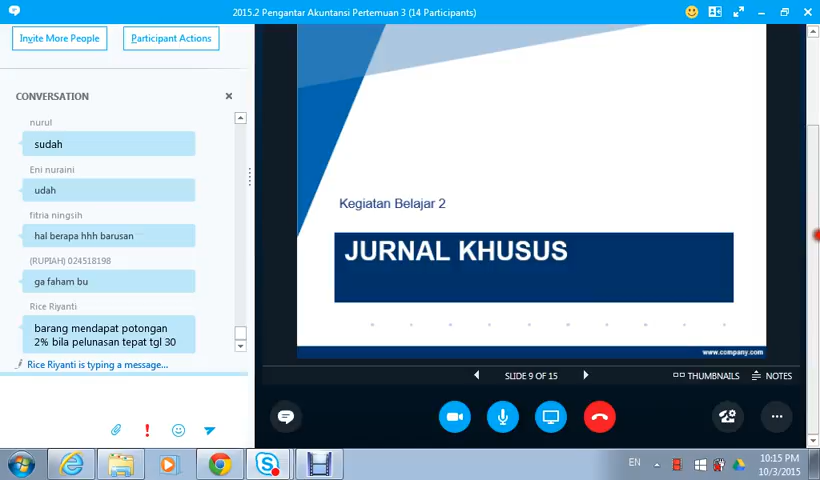 2015.2 Pengantar Akuntansi Pertemuan 3 (14 Participants)
Invite More People
Participant Actions
CONVERSATION
nurul
sudah
Eni nuraini
udah
fitria ningsih
hal berapa hhh barusan
(RUPIAH) 024518198
ga faham bu
Rice Riyanti
barang mendapat potongan
2% bila pelunasan tepat tgl 30
Rice Riyanti is typing a message...
Kegiatan Belajar 2
JURNAL KHUSUS
www.company.com
SLIDE 9 OF 15
THUMBNAILS
NOTES
EN
10:15 PM
10/3/2015